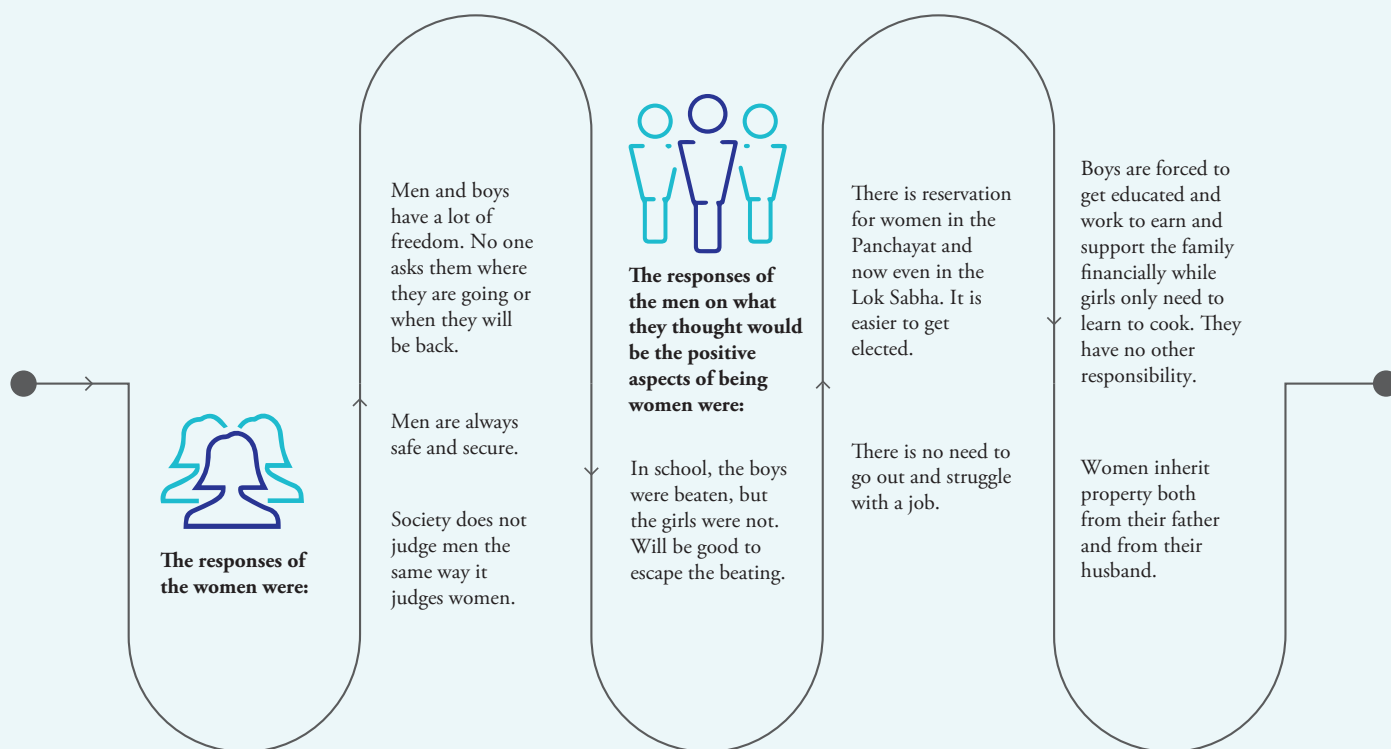 The responses of
the women were:
Men and boys
have a lot of
freedom. No one
asks them where
they are going or
when they will
be back.
Men are always
safe and secure.
Society does not
judge men the
same way it
judges women.
The responses of
the men on what
they thought would
be the positive
aspects of being
women were:
In school, the boys
were beaten, but
the girls were not.
Will be good to
escape the beating.
There is reservation
for women in the
Panchayat and
now even in the
Lok Sabha. It is
easier to get
elected.
There is no need to
go out and struggle
with a job.
Boys are forced to
get educated and
work to earn and
support the family
financially while
girls only need to
learn to cook. They
have no other
responsibility.
Women inherit
property both
from their father
and from their
husband.